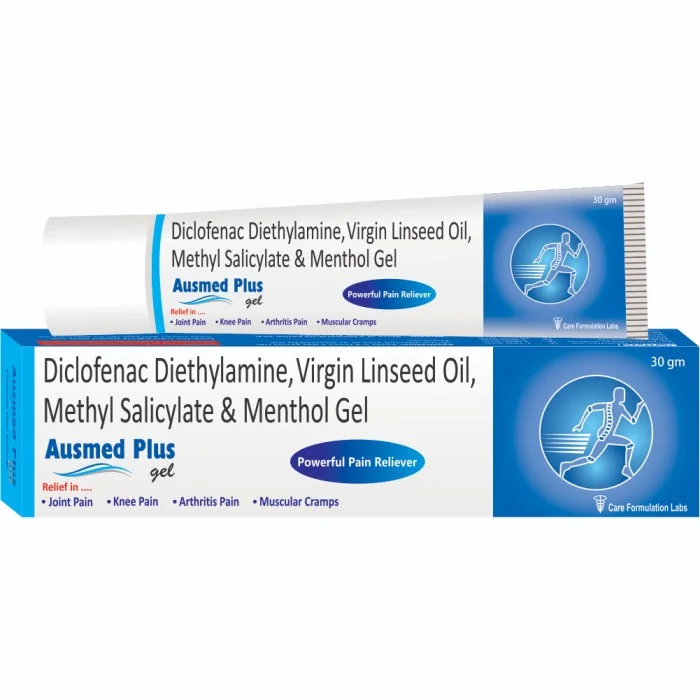 30 gm
Diclofenac Diethylamine, Virgin Linseed Oil,
Methyl Salicylate & Menthol Gel
Ausmed Plus
gel
Powerful Pain Reliever
Relief in ....
• Joint Pain • Knee Pain • Arthritis Pain • Muscular Cramps
Care Formulation Labs
30 gm
Diclofenac Diethylamine, Virgin Linseed Oil,
Methyl Salicylate & Menthol Gel
Ausmed Plus
gel
Powerful Pain Reliever
Relief in ....
• Joint Pain • Knee Pain • Arthritis Pain • Muscular Cramps
Care Formulation Labs
Ausmed Plus
gel